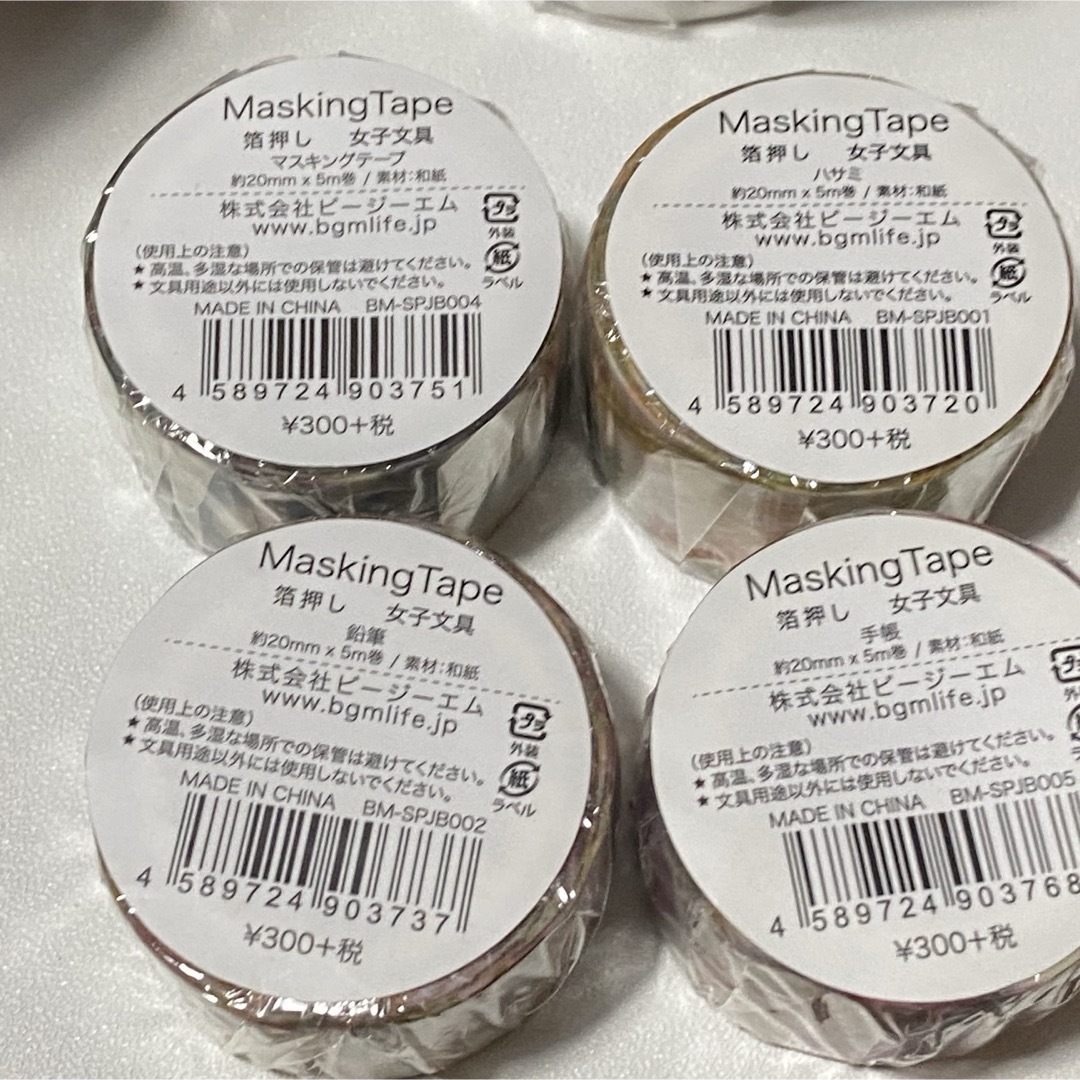 MaskingTape
箔押し 女子文具
マスキングテープ
約20mm x 5m巻 / 素材:和紙
株式会社ビージーエム
www.bgmlife.jp
プラ
外装
紙
ラベル
(使用上の注意)
★高温、多湿な場所での保管は避けてください。
★文具用途以外には使用しないでください。
MADE IN CHINA BM-SPJB004
4 589724 903751
¥300+税
MaskingTape
箔押し 女子文具
ハサミ
約20mm x 5m巻 / 素材:和紙
株式会社ビージーエム
www.bgmlife.jp
プラ
外装
紙
ラベル
(使用上の注意)
★高温、多湿な場所での保管は避けてください。
★文具用途以外には使用しないでください。
MADE IN CHINA BM-SPJB001
4 589724 903720
¥300+税
MaskingTape
箔押し 女子文具
鉛筆
約20mm x 5m巻 / 素材:和紙
株式会社ビージーエム
www.bgmlife.jp
プラ
外装
紙
ラベル
(使用上の注意)
★高温、多湿な場所での保管は避けてください。
★文具用途以外には使用しないでください。
MADE IN CHINA BM-SPJB002
4 589724 903737
¥300+税
MaskingTape
箔押し 女子文具
手帳
約20mm x 5m巻 / 素材:和紙
株式会社ビージーエム
www.bgmlife.jp
(使用上の注意)
★高温、多湿な場所での保管は避けてください。
★文具用途以外には使用しないでください。
MADE IN CHINA BM-SPJB005
4 589724 903768
¥300+税